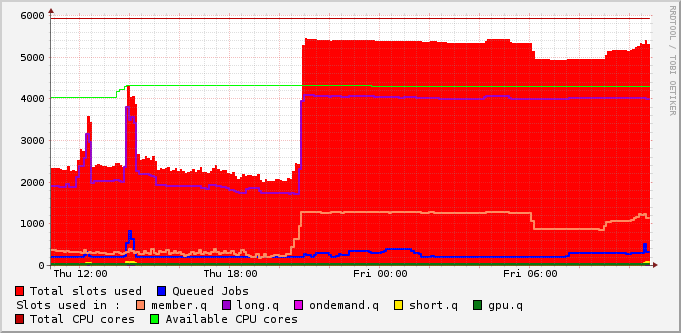 6000
5000
4000
3000
2000
1000
0
Thu 12:00 Thu 18:00 Fri 00:00 Fri 06:00
RRDTOOL / TOBI OETIKER
Total slots used Queued Jobs
Slots used in : member.q long.q ondemand.q short.q gpu.q
Total CPU cores Available CPU cores